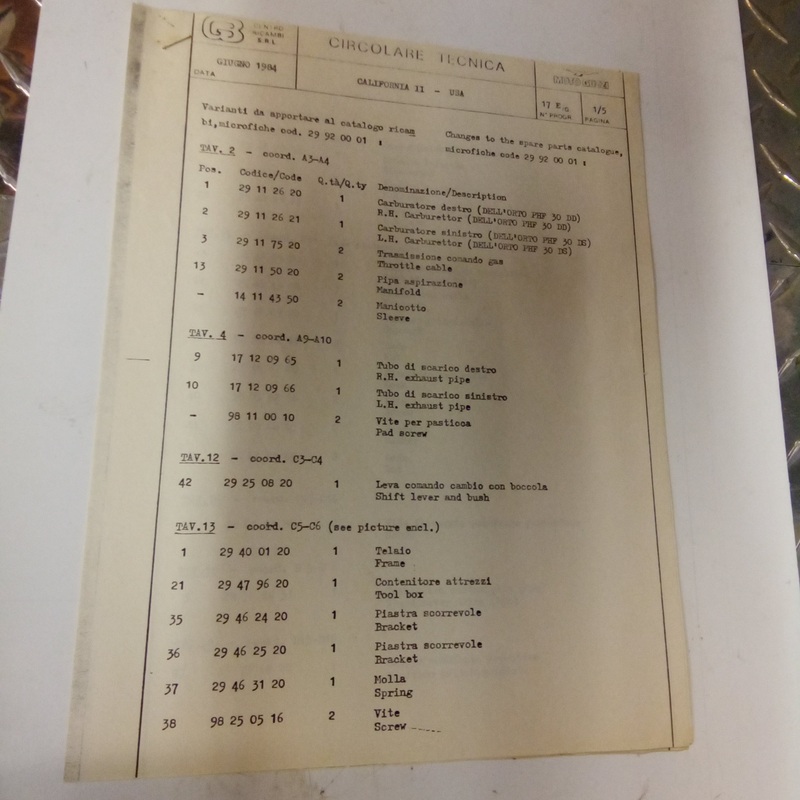 CENTRO
RICAMBI
S.R.L.
CIRCOLARE TECNICA
MOTO GUZZI
GIUGNO 1984
DATA
CALIFORNIA II - USA
17 E/G
N° PROGR.
1/5
PAGINA
Varianti da apportare al catalogo ricam
bi, microfiche cod. 29 92 00 01 :
Changes to the spare parts catalogue,
microfiche code 29 92 00 01 :
TAV. 2 - coord. A3-A4
Pos. Codice/Code Q.tà/Q.ty Denominazione/Description
1 29 11 26 20 1 Carburatore destro (DELL'ORTO PHF 30 DD)
R.H. Carburettor (DELL'ORTO PHF 30 DD)
2 29 11 26 21 1 Carburatore sinistro (DELL'ORTO PHF 30 DS)
L.H. Carburettor (DELL'ORTO PHF 30 DS)
3 29 11 75 20 2 Trasmissione comando gas
Throttle cable
13 29 11 50 20 2 Pipa aspirazione
Manifold
- 14 11 43 50 2 Manicotto
Sleeve
TAV. 4 - coord. A9-A10
9 17 12 09 65 1 Tubo di scarico destro
R.H. exhaust pipe
10 17 12 09 66 1 Tubo di scarico sinistro
L.H. exhaust pipe
- 98 11 00 10 2 Vite per pasticca
Pad screw
TAV.12 - coord. C3-C4
42 29 25 08 20 1 Leva comando cambio con boccola
Shift lever and bush
TAV.13 - coord. C5-C6 (see picture encl.)
1 29 40 01 20 1 Telaio
Frame
21 29 47 96 20 1 Contenitore attrezzi
Tool box
35 29 46 24 20 1 Piastra scorrevole
Bracket
36 29 46 25 20 1 Piastra scorrevole
Bracket
37 29 46 31 20 1 Molla
Spring
38 98 25 05 16 2 Vite
Screw -----